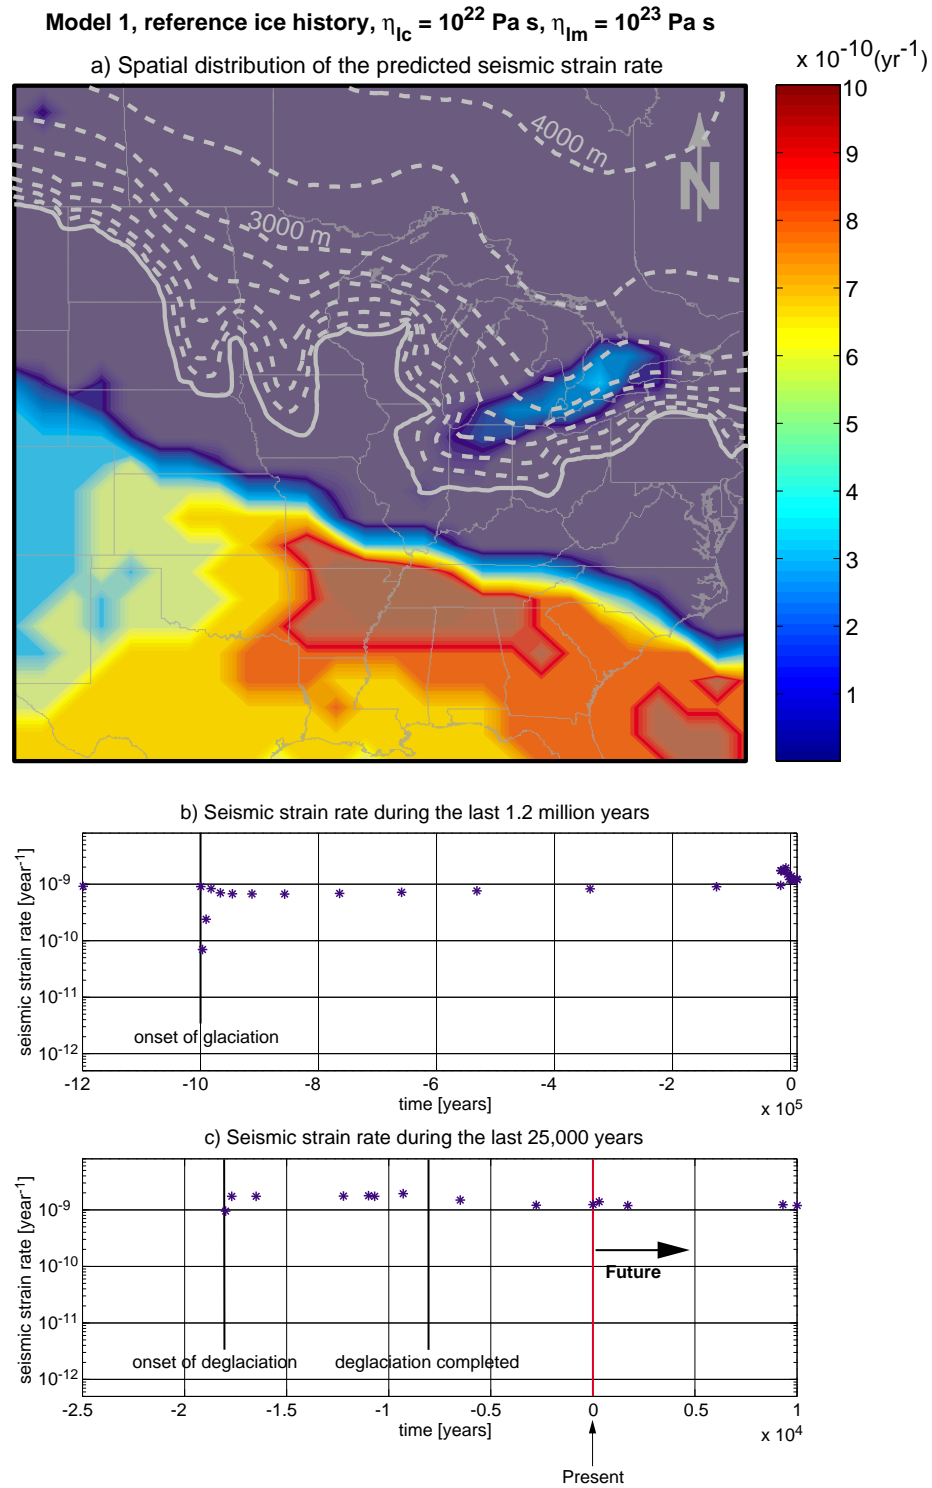 Model 1, reference ice history, ηlc = 10^22 Pa s, ηlm = 10^23 Pa s
a) Spatial distribution of the predicted seismic strain rate
x 10^-10(yr^-1)
4000 m
N
3000 m
10
9
8
7
6
5
4
3
2
1
b) Seismic strain rate during the last 1.2 million years
seismic strain rate [year^-1]
10^-9
10^-10
10^-11
10^-12
onset of glaciation
-12 -10 -8 -6 -4 -2 0
time [years]
x 10^5
c) Seismic strain rate during the last 25,000 years
seismic strain rate [year^-1]
10^-9
10^-10
10^-11
10^-12
Future
onset of deglaciation
deglaciation completed
-2.5 -2 -1.5 -1 -0.5 0 0.5 1
time [years]
x 10^4
Present